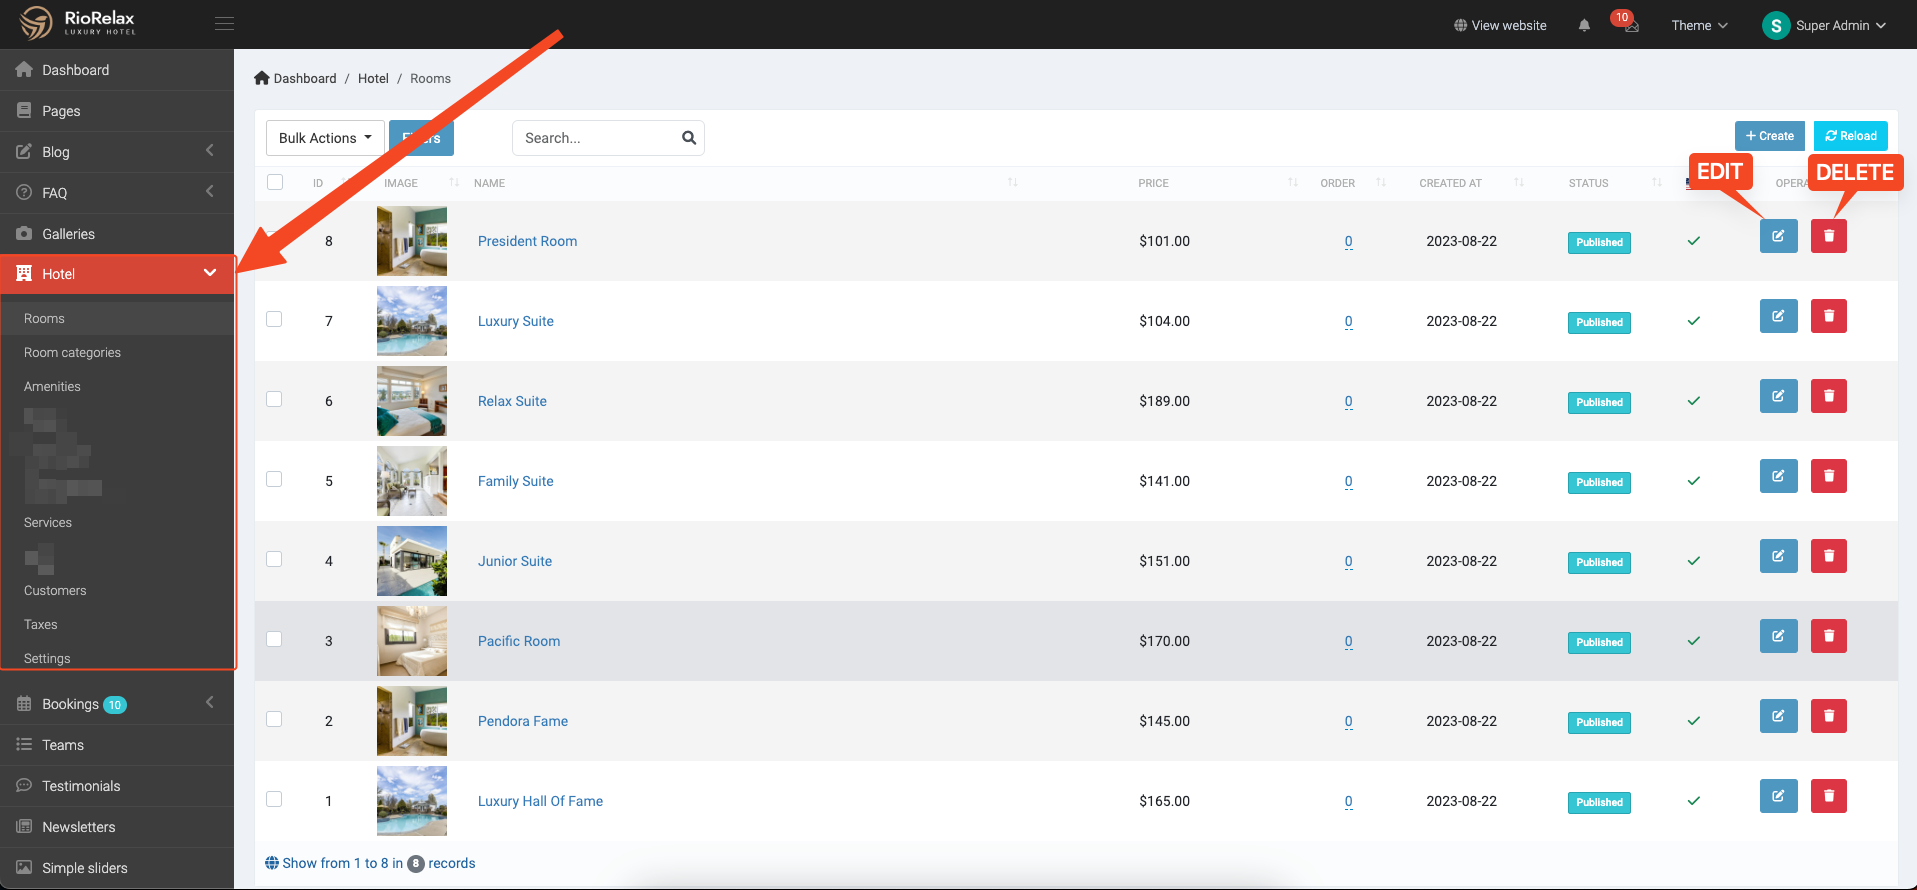 RioRelax
LUXURY HOTEL
View website
10
Theme
S
Super Admin
Dashboard
Pages
Blog
FAQ
Galleries
Hotel
Rooms
Room categories
Amenities
Services
Customers
Taxes
Settings
Bookings 10
Teams
Testimonials
Newsletters
Simple sliders
Dashboard / Hotel / Rooms
Bulk Actions
Filters
Search...
Create
Reload
EDIT
DELETE
ID IMAGE NAME PRICE ORDER CREATED AT STATUS
8 President Room $101.00 0 2023-08-22 Published
7 Luxury Suite $104.00 0 2023-08-22 Published
6 Relax Suite $189.00 0 2023-08-22 Published
5 Family Suite $141.00 0 2023-08-22 Published
4 Junior Suite $151.00 0 2023-08-22 Published
3 Pacific Room $170.00 0 2023-08-22 Published
2 Pendora Fame $145.00 0 2023-08-22 Published
1 Luxury Hall Of Fame $165.00 0 2023-08-22 Published
Show from 1 to 8 in 8 records